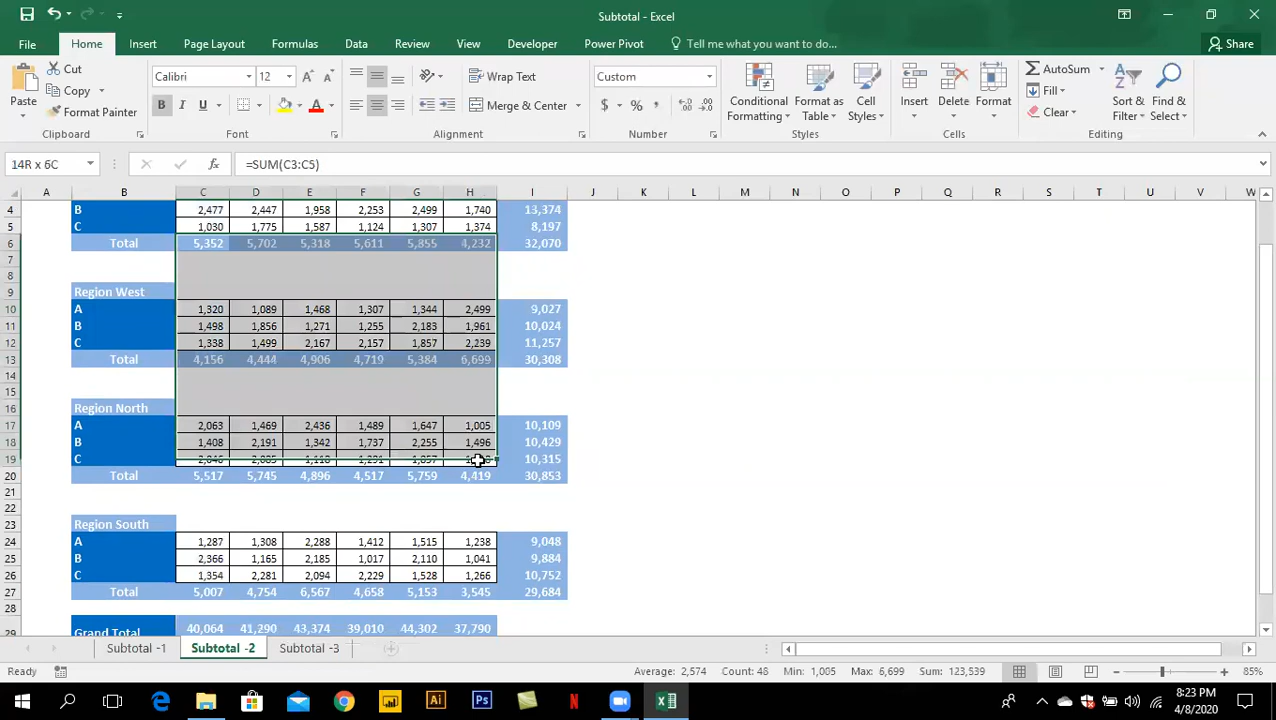 Subtotal - Excel
File Home Insert Page Layout Formulas Data Review View Developer Power Pivot Tell me what you want to do... Share
Paste Cut Copy Format Painter Clipboard
Calibri 12 B I U Font
Wrap Text Merge & Center Alignment
Custom $ % , Number
Conditional Formatting Format as Table Cell Styles Styles
Insert Delete Format Cells
AutoSum Fill Clear Sort & Filter Find & Select Editing
14R x 6C fx =SUM(C3:C5)
A B C D E F G H I J K L M N O P Q R S T U V W
4 B 2,477 2,447 1,958 2,253 2,499 1,740 13,374
5 C 1,030 1,775 1,587 1,124 1,307 1,374 8,197
6 Total 5,352 5,702 5,318 5,611 5,855 4,232 32,070
7
8
9 Region West
10 A 1,320 1,089 1,468 1,307 1,344 2,499 9,027
11 B 1,498 1,856 1,271 1,255 2,183 1,961 10,024
12 C 1,338 1,499 2,167 2,157 1,857 2,239 11,257
13 Total 4,156 4,444 4,906 4,719 5,384 6,699 30,308
14
15
16 Region North
17 A 2,063 1,469 2,436 1,489 1,647 1,005 10,109
18 B 1,408 2,191 1,342 1,737 2,255 1,496 10,429
19 C 10,315
20 Total 5,517 5,745 4,896 4,517 5,759 4,419 30,853
21
22
23 Region South
24 A 1,287 1,308 2,288 1,412 1,515 1,238 9,048
25 B 2,366 1,165 2,185 1,017 2,110 1,041 9,884
26 C 1,354 2,281 2,094 2,229 1,528 1,266 10,752
27 Total 5,007 4,754 6,567 4,658 5,153 3,545 29,684
28
29 Grand Total 40,064 41,290 43,374 39,010 44,302 37,790
Subtotal -1 Subtotal -2 Subtotal -3
Ready Average: 2,574 Count: 48 Min: 1,005 Max: 6,699 Sum: 123,539 85%
Ai Ps N
8:23 PM
4/8/2020